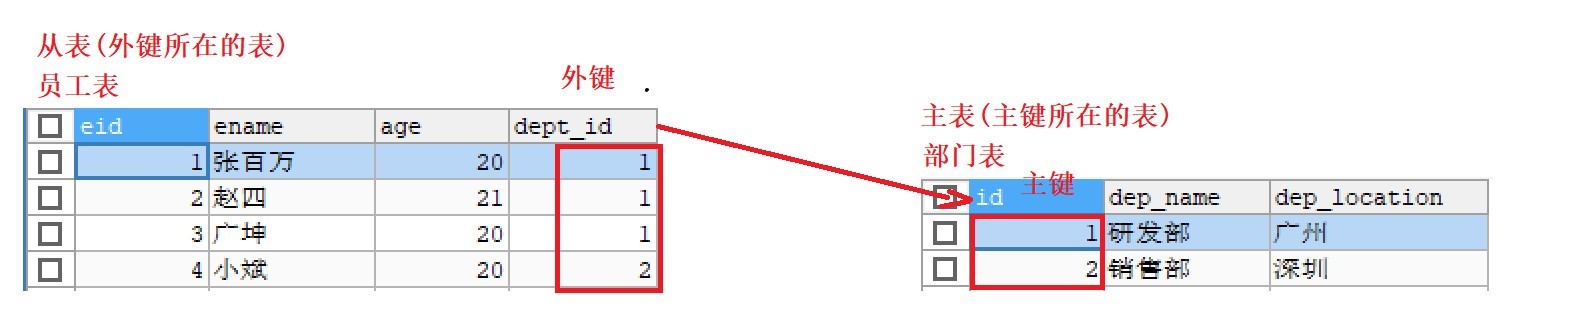 从表(外键所在的表)
员工表
外键 .
eid ename age dept_id
1 张百万 20 1
2 赵四 21 1
3 广坤 20 1
4 小斌 20 2
主表(主键所在的表)
部门表
主键
id dep_name dep_location
1 研发部 广州
2 销售部 深圳